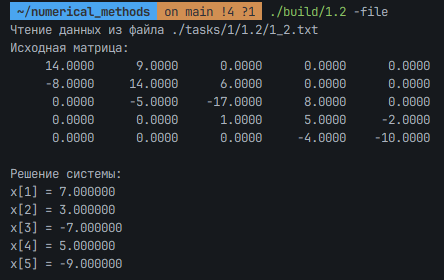 ~/numerical_methods on main !4 ?1 ./build/1.2 -file
Чтение данных из файла ./tasks/1/1.2/1_2.txt
Исходная матрица:
14.0000 9.0000 0.0000 0.0000 0.0000
-8.0000 14.0000 6.0000 0.0000 0.0000
0.0000 -5.0000 -17.0000 8.0000 0.0000
0.0000 0.0000 1.0000 5.0000 -2.0000
0.0000 0.0000 0.0000 -4.0000 -10.0000
Решение системы:
x[1] = 7.000000
x[2] = 3.000000
x[3] = -7.000000
x[4] = 5.000000
x[5] = -9.000000